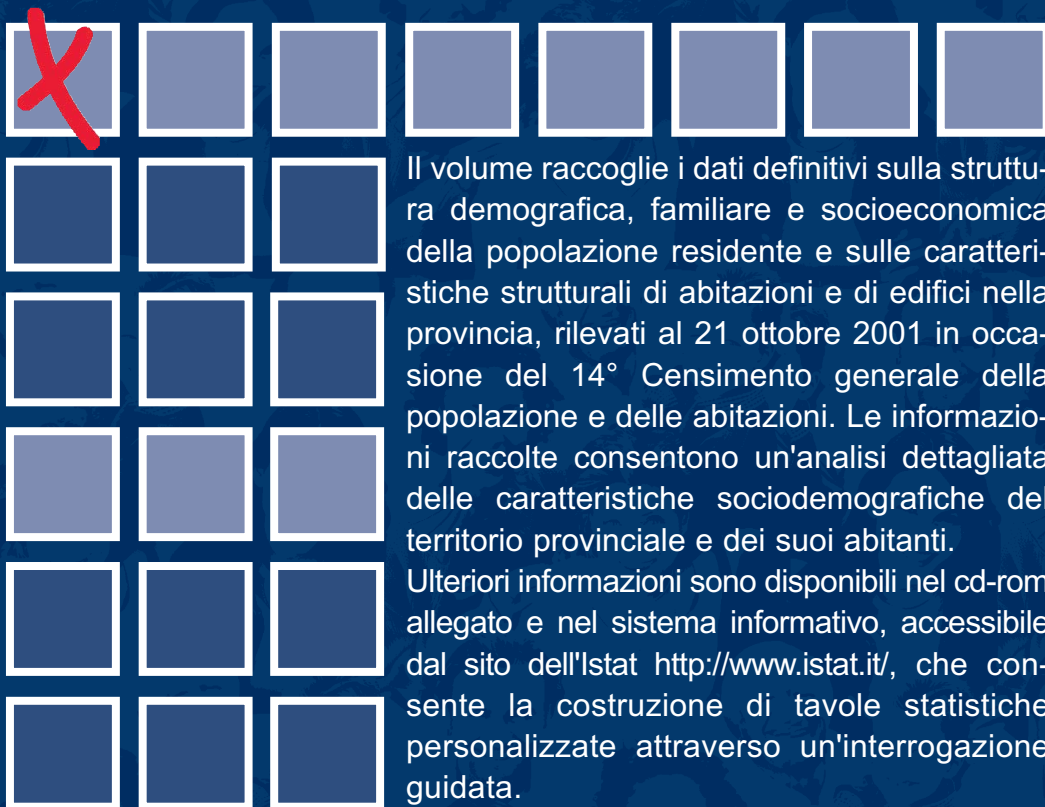 Il volume raccoglie i dati definitivi sulla struttu-
ra demografica, familiare e socioeconomica
della popolazione residente e sulle caratteri-
stiche strutturali di abitazioni e di edifici nella
provincia, rilevati al 21 ottobre 2001 in occa-
sione del 14° Censimento generale della
popolazione e delle abitazioni. Le informazio-
ni raccolte consentono un'analisi dettagliata
delle caratteristiche sociodemografiche del
territorio provinciale e dei suoi abitanti.
Ulteriori informazioni sono disponibili nel cd-rom
allegato e nel sistema informativo, accessibile
dal sito dell'Istat http://www.istat.it/, che con-
sente la costruzione di tavole statistiche
personalizzate attraverso un'interrogazione
guidata.